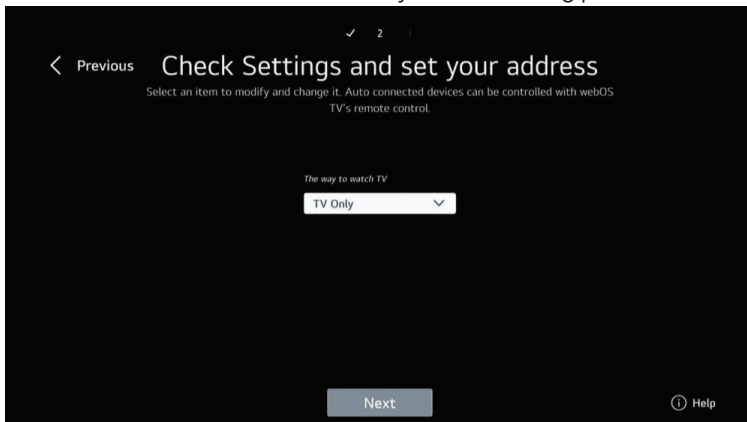 ✓ 2 3
Previous
Check Settings and set your address
Select an item to modify and change it. Auto connected devices can be controlled with webOS
TV's remote control.
The way to watch TV
TV Only
Next
Help